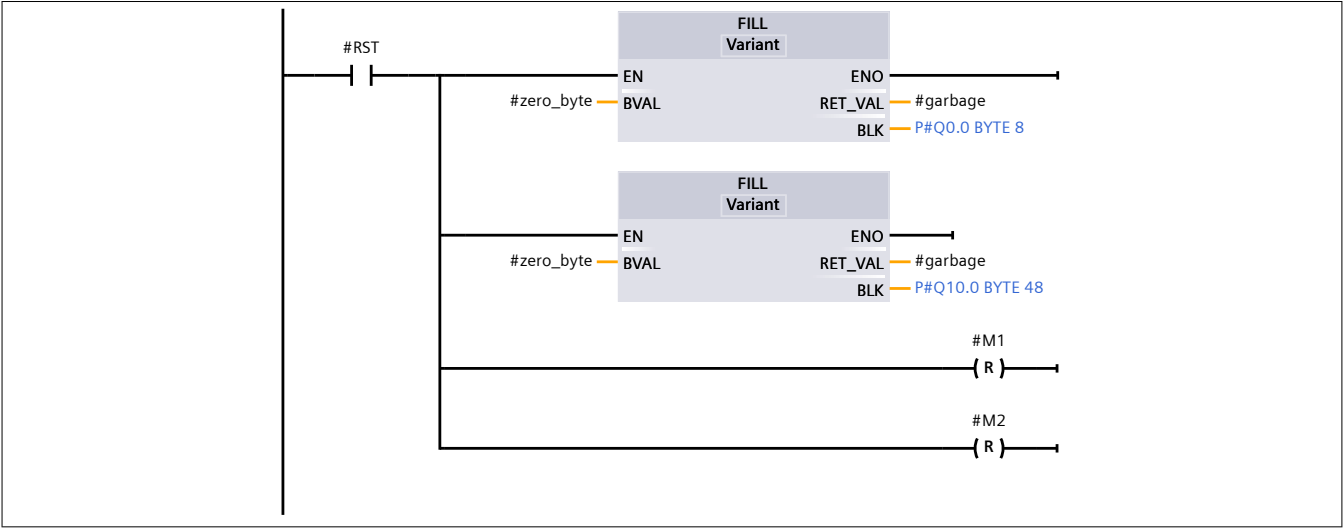 #RST
FILL
Variant
EN
ENO
#zero_byte
BVAL
RET_VAL
#garbage
BLK
P#Q0.0 BYTE 8
FILL
Variant
EN
ENO
#zero_byte
BVAL
RET_VAL
#garbage
BLK
P#Q10.0 BYTE 48
#M1
R
#M2
R